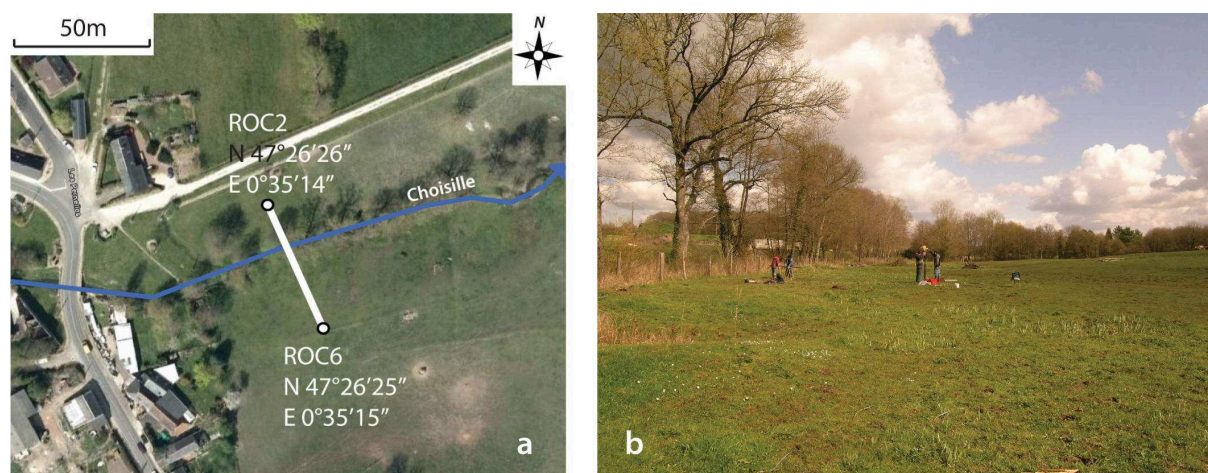 50m
N
ROC2
N 47°26’26”
E 0°35’14”
Choisille
ROC6
N 47°26’25”
E 0°35’15”
a
b